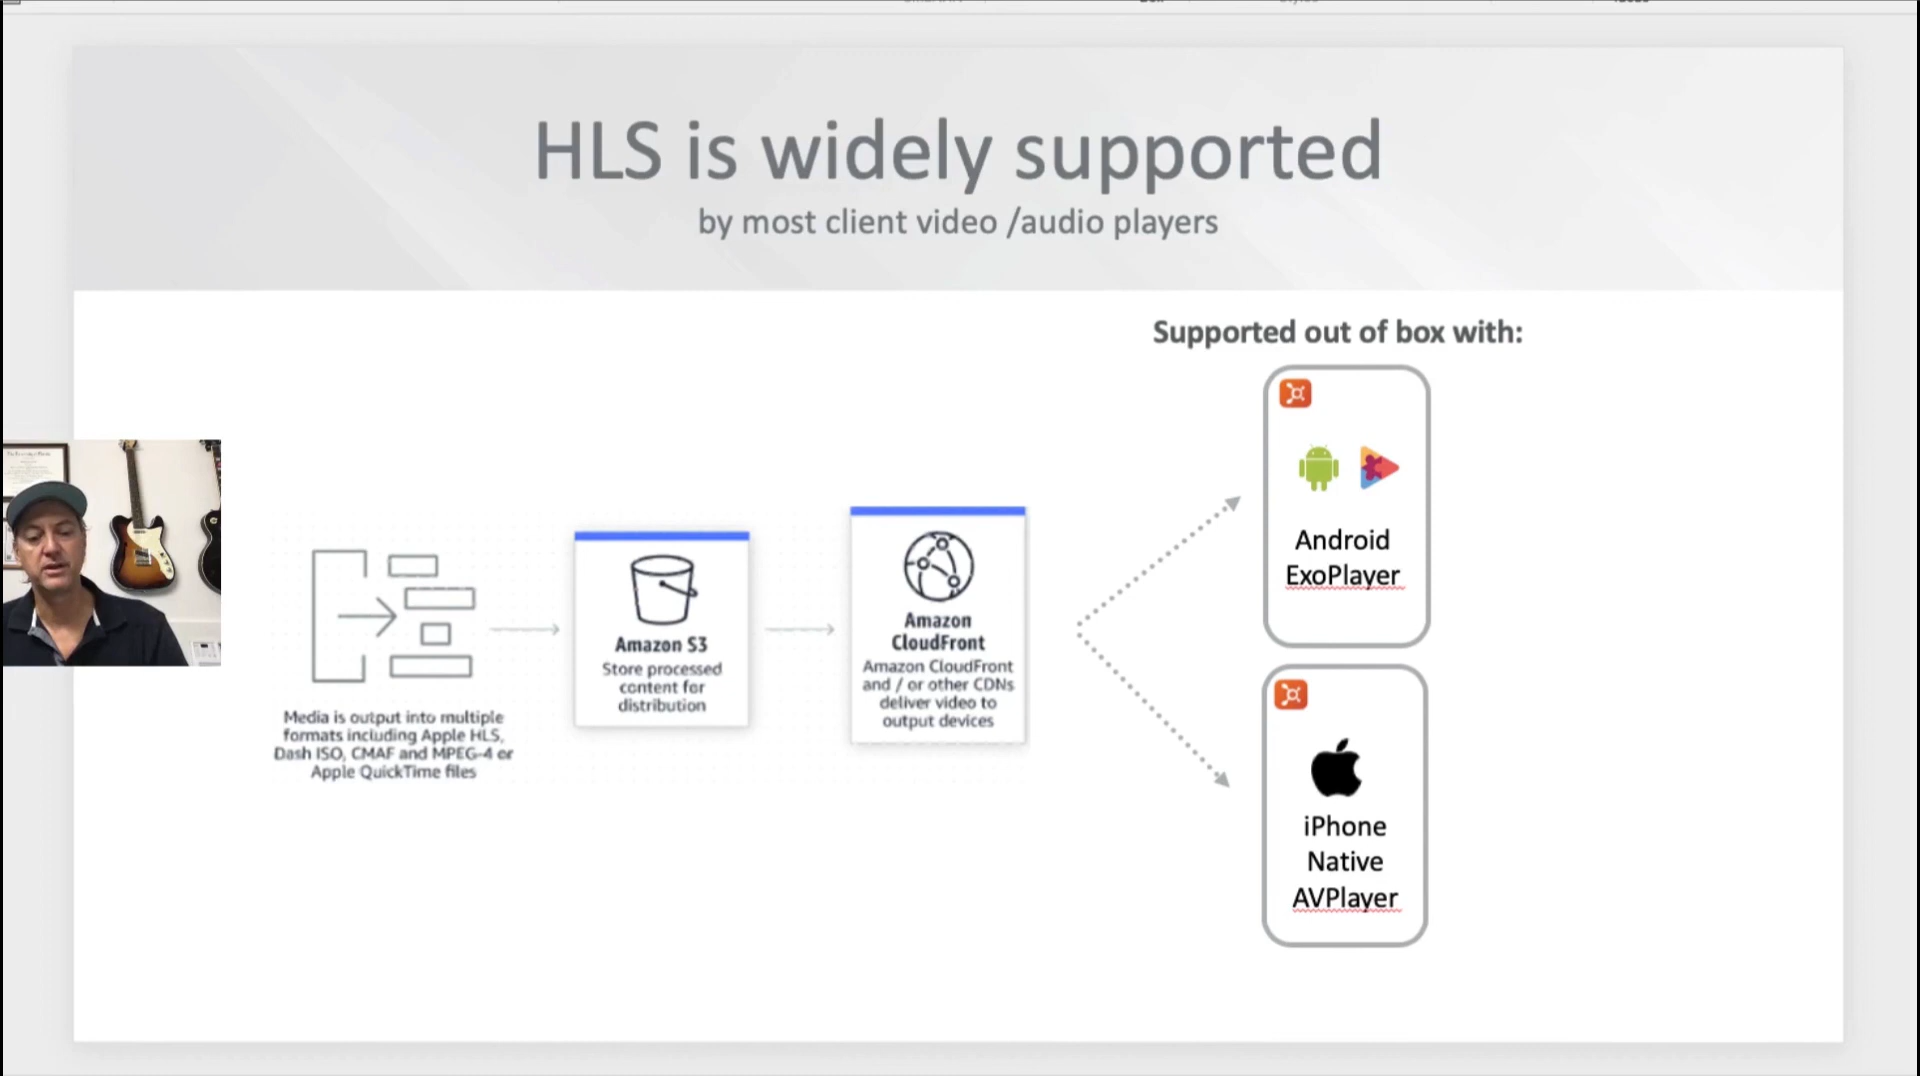 HLS is widely supported
by most client video /audio players
Supported out of box with:
Media is output into multiple
formats including Apple HLS,
Dash ISO, CMAF and MPEG-4 or
Apple QuickTime files
Amazon S3
Store processed
content for
distribution
Amazon
CloudFront
Amazon CloudFront
and / or other CDNs
deliver video to
output devices
Android
ExoPlayer
iPhone
Native
AVPlayer